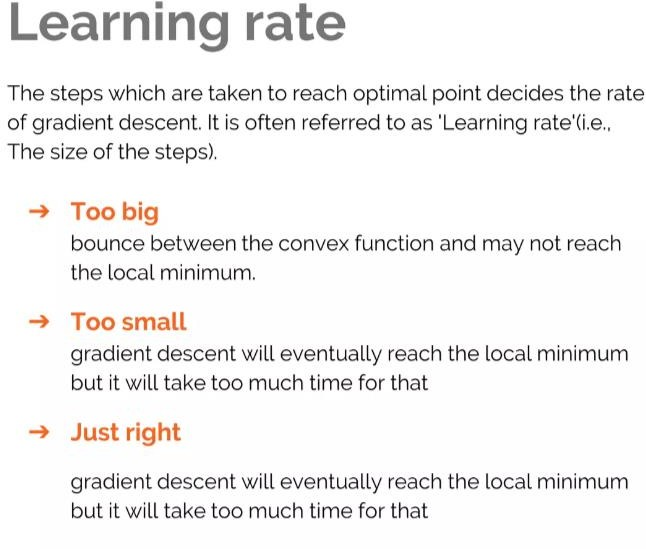 Learning rate
The steps which are taken to reach optimal point decides the rate
of gradient descent. It is often referred to as 'Learning rate'(i.e.,
The size of the steps).
→ Too big
bounce between the convex function and may not reach
the local minimum.
→ Too small
gradient descent will eventually reach the local minimum
but it will take too much time for that
→ Just right
gradient descent will eventually reach the local minimum
but it will take too much time for that